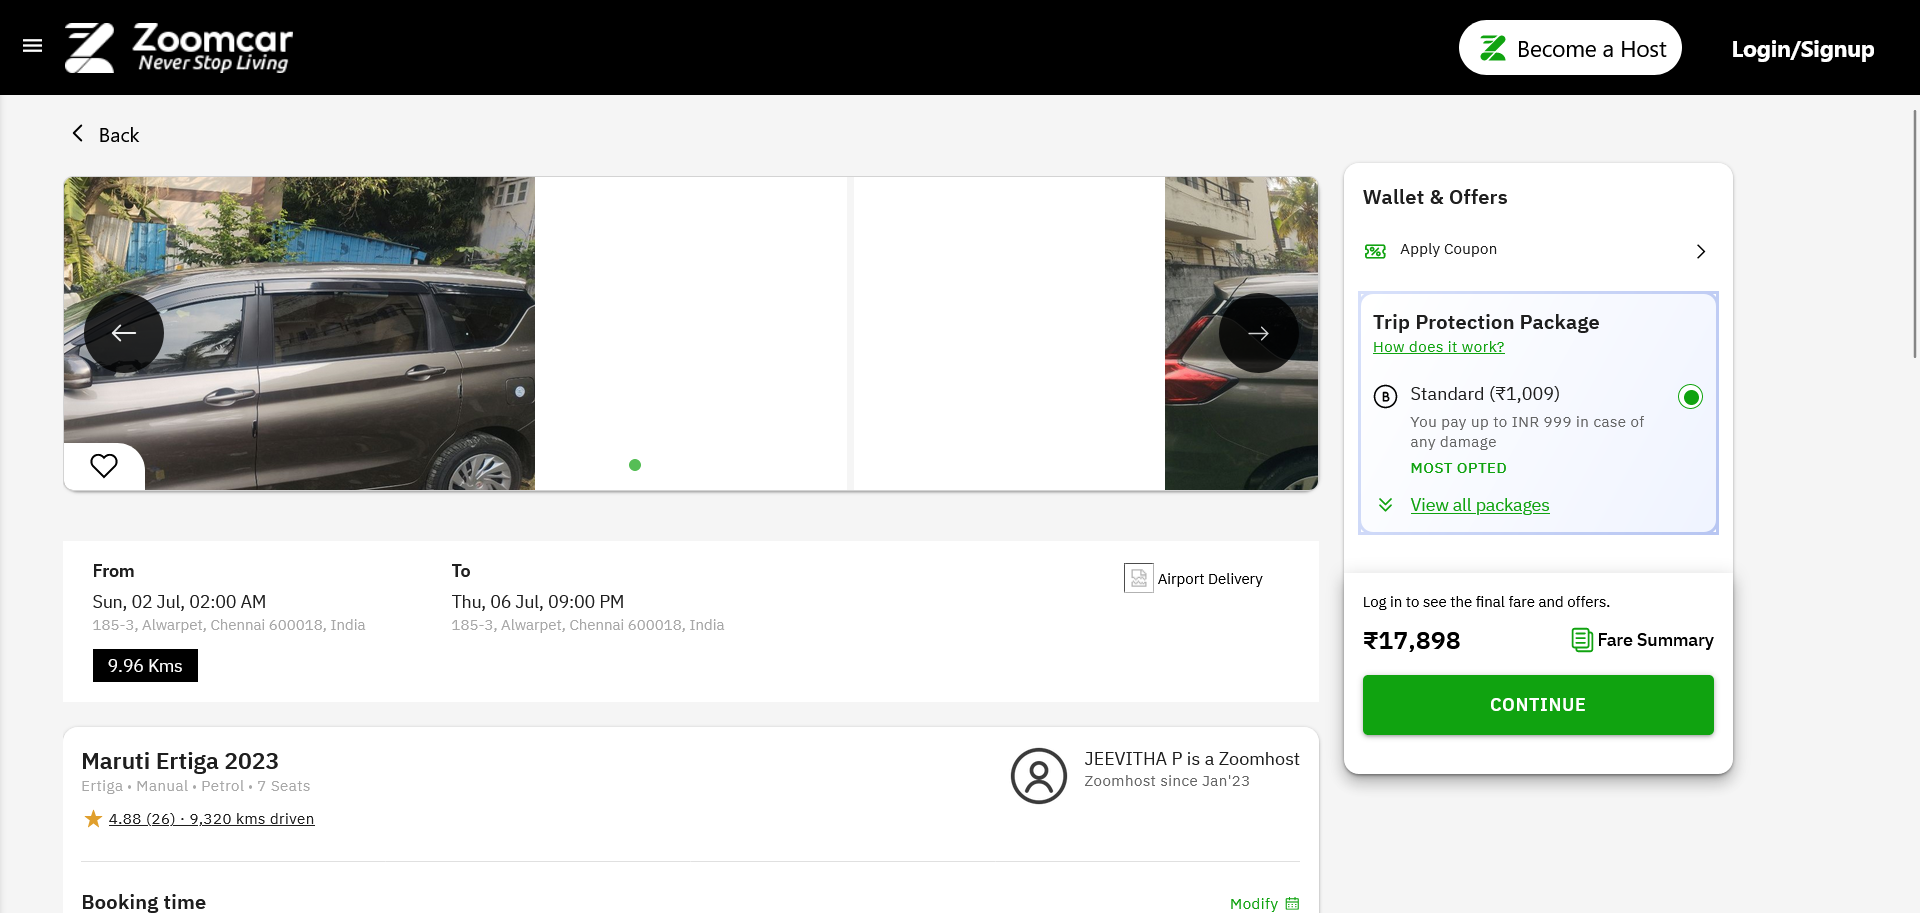 Zoomcar
Never Stop Living
Become a Host
Login/Signup
Back
Wallet & Offers
Apply Coupon
Trip Protection Package
How does it work?
B
Standard (₹1,009)
You pay up to INR 999 in case of
any damage
MOST OPTED
View all packages
From
Sun, 02 Jul, 02:00 AM
185-3, Alwarpet, Chennai 600018, India
9.96 Kms
To
Thu, 06 Jul, 09:00 PM
185-3, Alwarpet, Chennai 600018, India
Airport Delivery
Log in to see the final fare and offers.
₹17,898
Fare Summary
CONTINUE
Maruti Ertiga 2023
Ertiga • Manual • Petrol • 7 Seats
4.88 (26) · 9,320 kms driven
JEEVITHA P is a Zoomhost
Zoomhost since Jan'23
Booking time
Modify